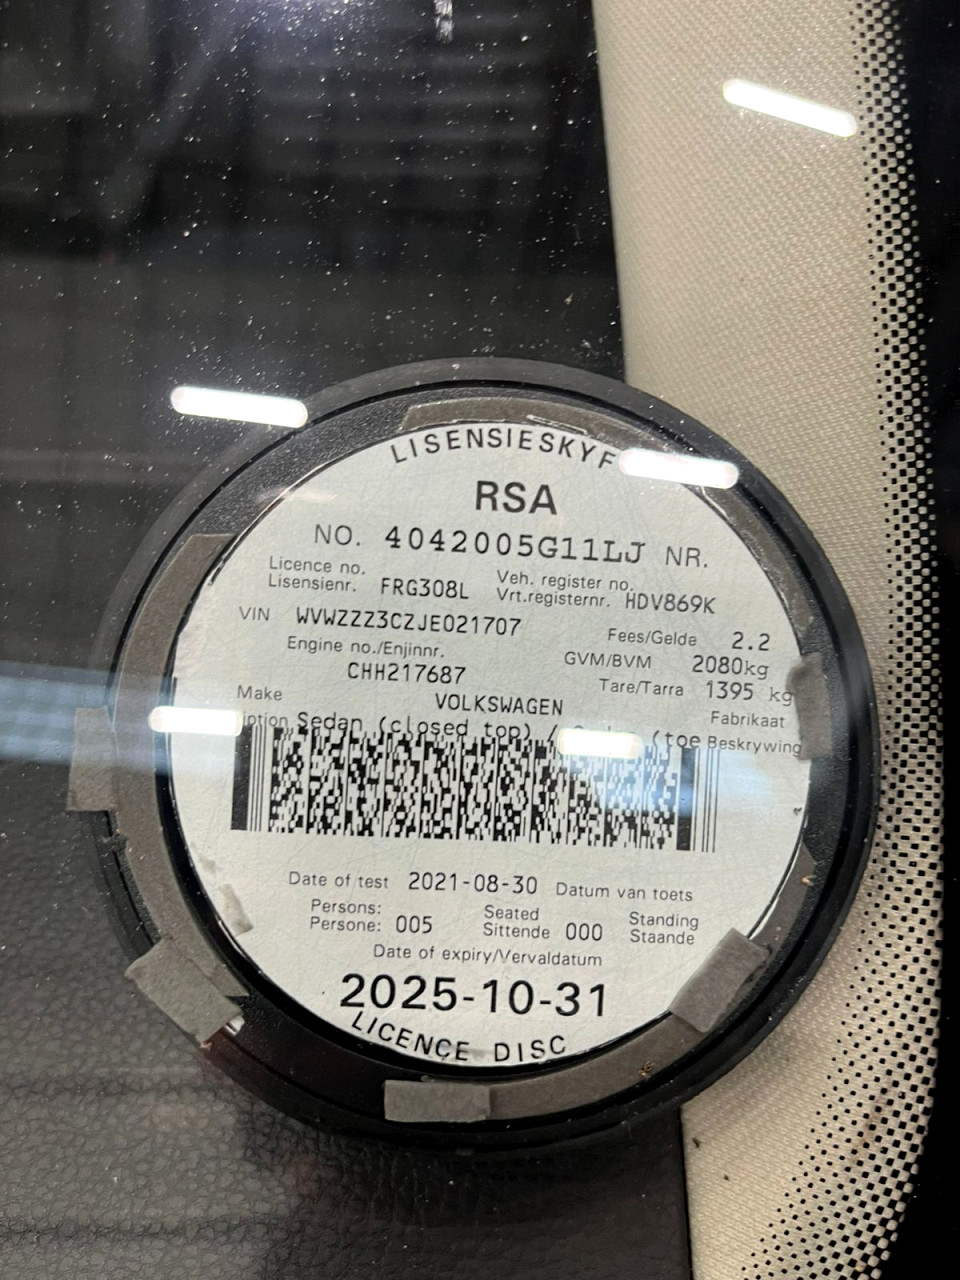 LISENSIESKYF
RSA
NO. 4042005G11LJ NR.
Licence no.
Lisensienr. FRG308L
Veh. register no.
Vrt.registernr. HDV869K
VIN WVWZZZ3CZJE021707
Fees/Gelde 2.2
Engine no./Enjinnr.
CHH217687
GVM/BVM 2080kg
Tare/Tarra 1395 kg
Make VOLKSWAGEN Fabrikaat
Sedan (closed top) / (toe Beskrywing
Date of test 2021-08-30 Datum van toets
Persons:
Persone: 005
Seated
Sittende 000
Standing
Staande
Date of expiry/Vervaldatum
2025-10-31
LICENCE DISC